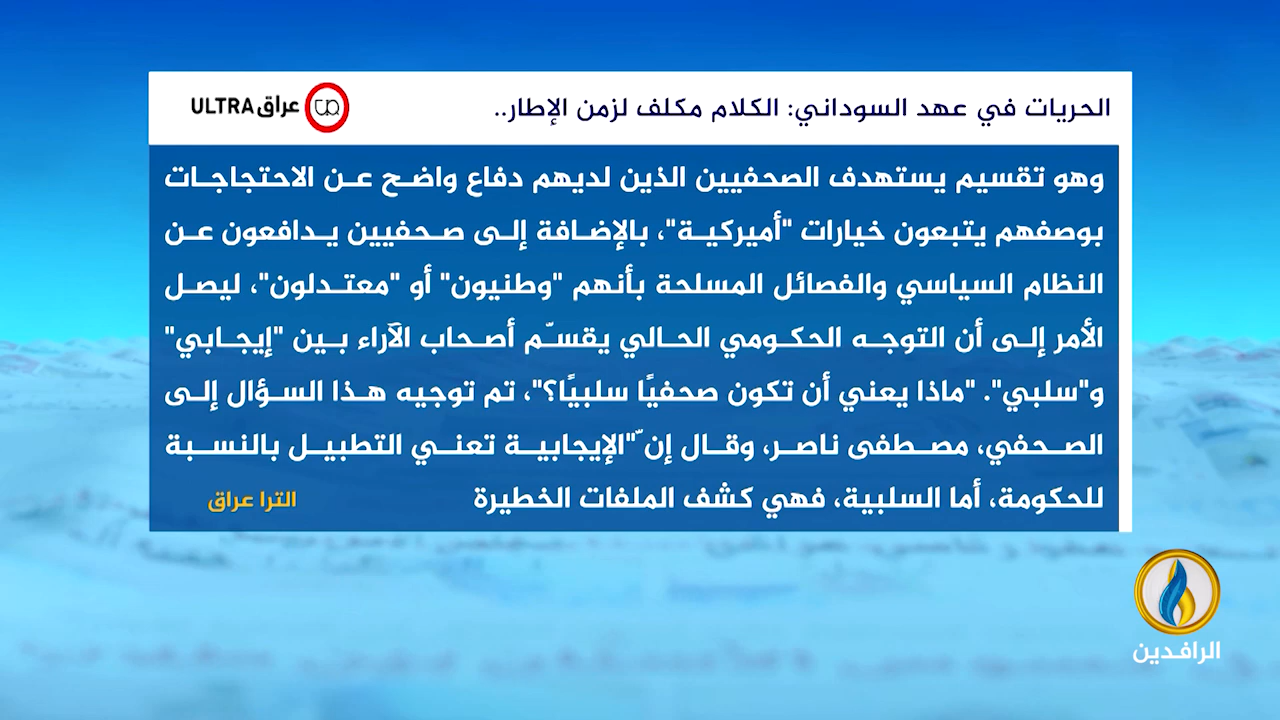 الحريات في عهد السوداني: الكلام مكلف لزمن الإطار..
ULTRA عراق
وهو تقسيم يستهدف الصحفيين الذين لديهم دفاع واضح عن الاحتجاجات
بوصفهم يتبعون خيارات "أميركية"، بالإضافة إلى صحفيين يدافعون عن
النظام السياسي والفصائل المسلحة بأنهم "وطنيون" أو "معتدلون"، ليصل
الأمر إلى أن التوجه الحكومي الحالي يقسّم أصحاب الآراء بين "إيجابي"
و"سلبي". "ماذا يعني أن تكون صحفيًا سلبيًا؟"، تم توجيه هذا السؤال إلى
الصحفي، مصطفى ناصر، وقال إنّ "الإيجابية تعني التطبيل بالنسبة
للحكومة، أما السلبية، فهي كشف الملفات الخطيرة
الترا عراق
الرافدين